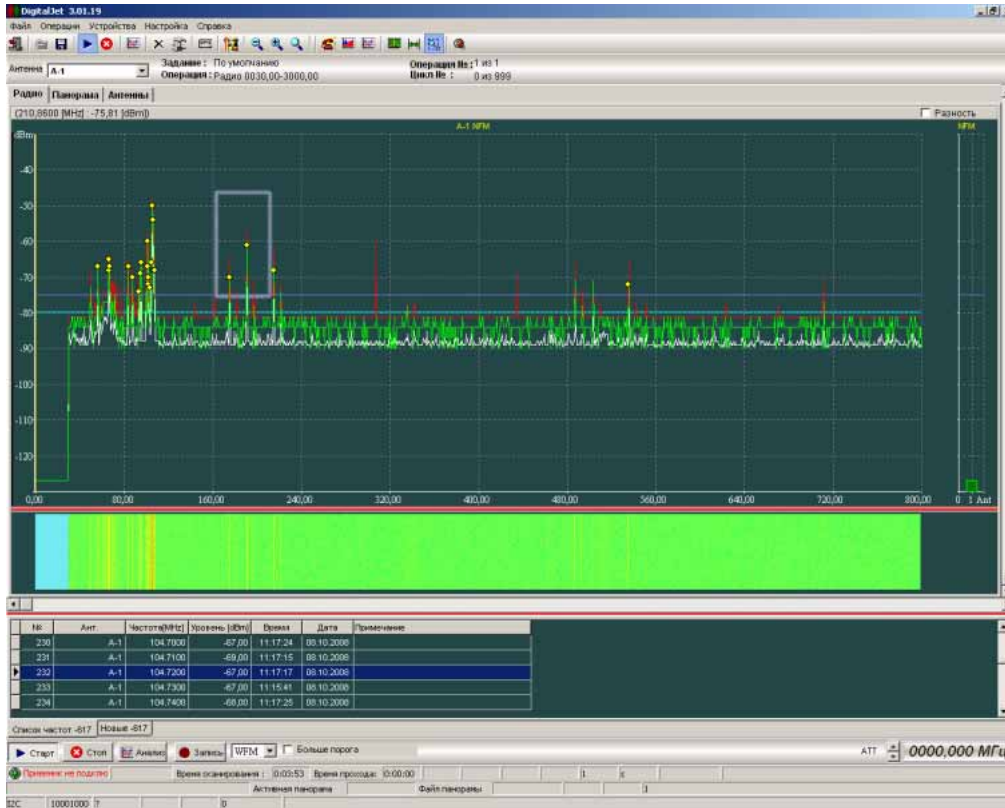 DigitalJet 3.01.19
Файл Операции Устройства Настройка Справка
Антенна A-1 Задание : По умолчанию Операция № : 1 из 1
Операция : Радио 0030,00-3000,00 Цикл № : 0 из 999
Радио Панорама Антенны
(210,8600 [MHz] : -75,81 [dBm]) Разность
dBm A-1 NFM NFM
-40
-50
-60
-70
-80
-90
-100
-110
-120
0,00 80,00 160,00 240,00 320,00 400,00 480,00 560,00 640,00 720,00 800,00 0 1 Ant
№ Ант. Частота[MHz] Уровень [dBm] Время Дата Примечание
230 A-1 104.7000 -67,00 11:17:24 08.10.2008
231 A-1 104.7100 -69,00 11:17:15 08.10.2008
232 A-1 104.7200 -67,00 11:17:17 08.10.2008
233 A-1 104.7300 -67,00 11:15:41 08.10.2008
234 A-1 104.7400 -68,00 11:17:25 08.10.2008
Список частот -617 Новые -617
Старт Стоп Анализ Запись WFM Больше порога ATT 0000,000 МГц
Приемник не подключ Время сканирования : 0:03:53 Время прохода: 0:00:00
Активная панорама Файл панорамы 1
I2C 10001000 ? 0